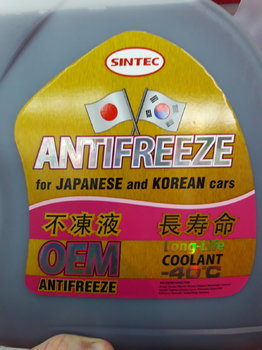 SINTEC
ANTIFREEZE
for JAPANESE and KOREAN cars
不凍液 長寿命
OEM Long-Life
ANTIFREEZE COOLANT
-40°C